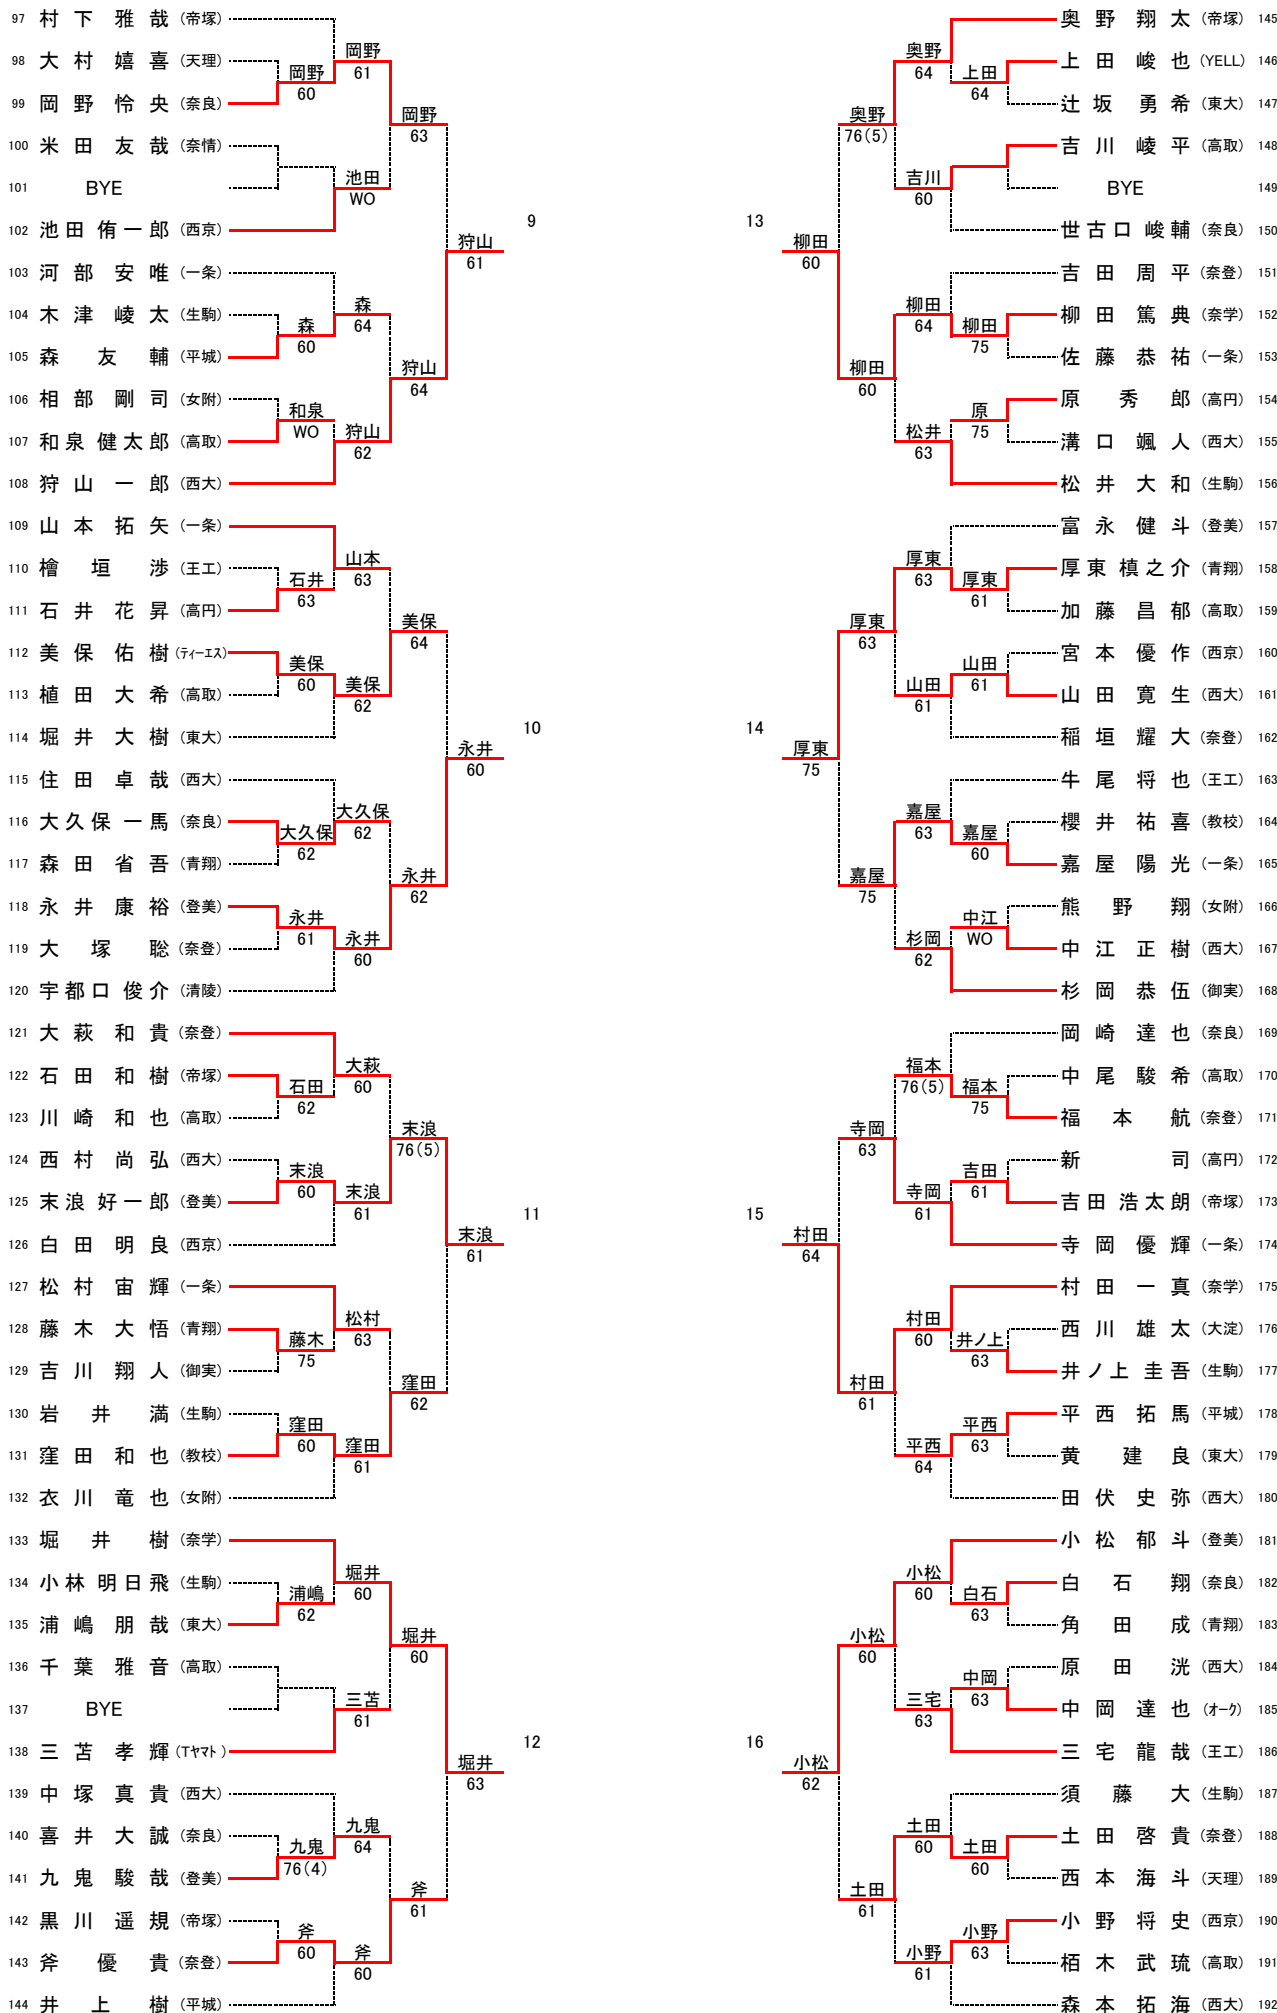 97 村下 雅哉 (帝塚)
98 大村 嬉喜 (天理)
99 岡野 怜央 (奈良)
100 米田 友哉 (奈情)
101 BYE
102 池田 侑一郎 (西京)
103 河部 安唯 (一条)
104 木津 崚太 (生駒)
105 森 友輔 (平城)
106 相部 剛司 (女附)
107 和泉 健太郎 (高取)
108 狩山 一郎 (西大)
109 山本 拓矢 (一条)
110 檜垣 渉 (王工)
111 石井 花昇 (高円)
112 美保 佑樹 (ティーエス)
113 植田 大希 (高取)
114 堀井 大樹 (東大)
115 住田 卓哉 (西大)
116 大久保 一馬 (奈良)
117 森田 省吾 (青翔)
118 永井 康裕 (登美)
119 大塚 聡 (奈登)
120 宇都口 俊介 (清陵)
121 大萩 和貴 (奈登)
122 石田 和樹 (帝塚)
123 川崎 和也 (高取)
124 西村 尚弘 (西大)
125 末浪 好一郎 (登美)
126 白田 明良 (西京)
127 松村 宙輝 (一条)
128 藤木 大悟 (青翔)
129 吉川 翔人 (御実)
130 岩井 満 (生駒)
131 窪田 和也 (教校)
132 衣川 竜也 (女附)
133 堀井 樹 (奈学)
134 小林 明日飛 (生駒)
135 浦嶋 朋哉 (東大)
136 千葉 雅音 (高取)
137 BYE
138 三苫 孝輝 (Tヤマト)
139 中塚 真貴 (西大)
140 喜井 大誠 (奈良)
141 九鬼 駿哉 (登美)
142 黒川 遥規 (帝塚)
143 斧 優貴 (奈登)
144 井上 樹 (平城)
岡野
60
和泉
WO
森
60
石井
63
美保
60
大久保
62
永井
61
石田
62
末浪
60
藤木
75
窪田
60
浦嶋
62
九鬼
76(4)
斧
60
岡野
61
池田
WO
森
64
狩山
62
山本
63
美保
62
大久保
62
永井
60
大萩
60
末浪
61
松村
63
窪田
61
堀井
60
三苫
61
九鬼
64
斧
60
岡野
63
狩山
64
美保
64
永井
62
末浪
76(5)
窪田
62
堀井
60
斧
61
狩山
61
永井
60
末浪
61
堀井
63
9
10
11
12
13
14
15
16
柳田
60
厚東
75
村田
64
小松
62
奥野
76(5)
柳田
60
厚東
63
嘉屋
75
寺岡
63
村田
61
小松
60
土田
61
奥野
64
吉川
60
柳田
64
松井
63
厚東
63
山田
61
嘉屋
63
杉岡
62
福本
76(5)
寺岡
61
村田
60
平西
64
小松
60
三宅
63
土田
60
小野
61
上田
64
柳田
75
原
75
厚東
61
山田
61
嘉屋
60
中江
WO
福本
75
吉田
61
井ノ上
63
平西
63
白石
63
中岡
63
土田
60
小野
63
奥野 翔太 (帝塚) 145
上田 峻也 (YELL) 146
辻坂 勇希 (東大) 147
吉川 崚平 (高取) 148
BYE 149
世古口 峻輔 (奈良) 150
吉田 周平 (奈登) 151
柳田 篤典 (奈学) 152
佐藤 恭祐 (一条) 153
原 秀郎 (高円) 154
溝口 颯人 (西大) 155
松井 大和 (生駒) 156
富永 健斗 (登美) 157
厚東 槙之介 (青翔) 158
加藤 昌郁 (高取) 159
宮本 優作 (西京) 160
山田 寛生 (西大) 161
稲垣 耀大 (奈登) 162
牛尾 将也 (王工) 163
櫻井 祐喜 (教校) 164
嘉屋 陽光 (一条) 165
熊野 翔 (女附) 166
中江 正樹 (西大) 167
杉岡 恭伍 (御実) 168
岡崎 達也 (奈良) 169
中尾 駿希 (高取) 170
福本 航 (奈登) 171
新 司 (高円) 172
吉田 浩太朗 (帝塚) 173
寺岡 優輝 (一条) 174
村田 一真 (奈学) 175
西川 雄太 (大淀) 176
井ノ上 圭吾 (生駒) 177
平西 拓馬 (平城) 178
黄 建良 (東大) 179
田伏 史弥 (西大) 180
小松 郁斗 (登美) 181
白石 翔 (奈良) 182
角田 成 (青翔) 183
原田 洸 (西大) 184
中岡 達也 (オーク) 185
三宅 龍哉 (王工) 186
須藤 大 (生駒) 187
土田 啓貴 (奈登) 188
西本 海斗 (天理) 189
小野 将史 (西京) 190
栢木 武琉 (高取) 191
森本 拓海 (西大) 192